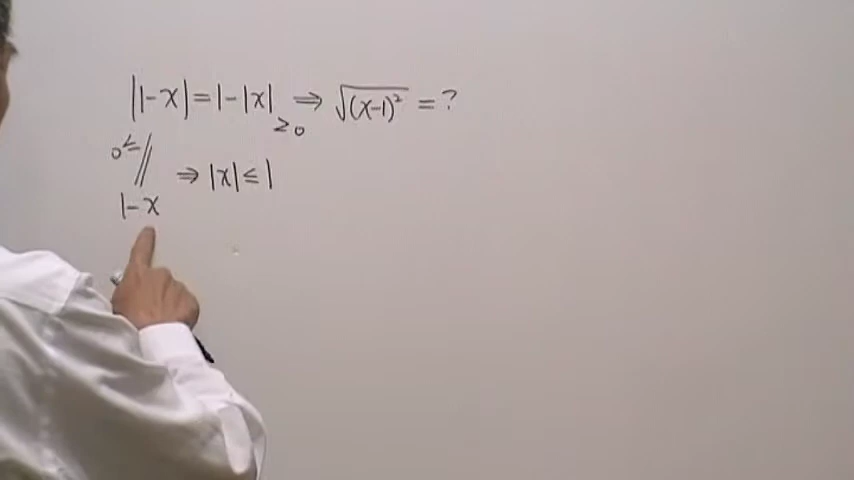 |1-x|=1-|x| ⇒ √(x-1)² = ?
≥0
0≤ // ⇒ |x| ≤ 1
1-x